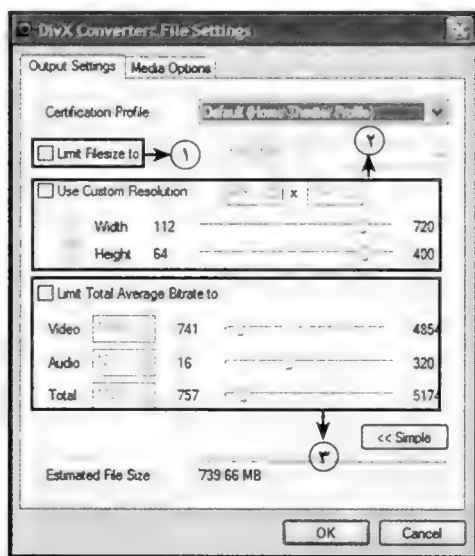 DivX Converter: File Settings
Output Settings Media Options
Certification Profile Default (Home Theater Profile)
Limit Filesize to ١
٢
Use Custom Resolution x
Width 112 720
Height 64 400
Limit Total Average Bitrate to
Video 741 4854
Audio 16 320
Total 757 5174
٣
<< Simple
Estimated File Size 739.66 MB
OK Cancel